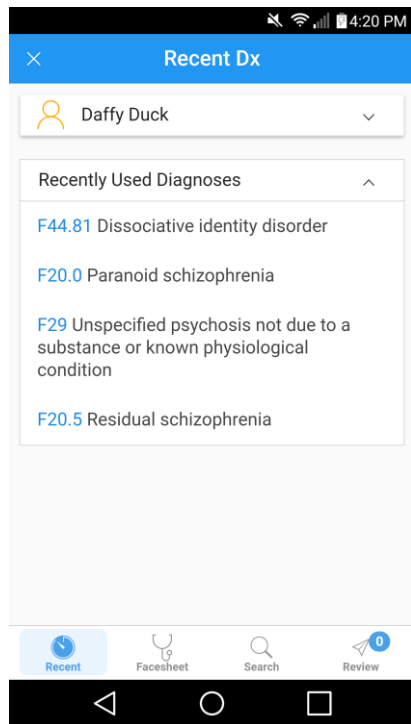 4:20 PM
Recent Dx
Daffy Duck
Recently Used Diagnoses
F44.81 Dissociative identity disorder
F20.0 Paranoid schizophrenia
F29 Unspecified psychosis not due to a
substance or known physiological
condition
F20.5 Residual schizophrenia
0
Recent
Facesheet
Search
Review